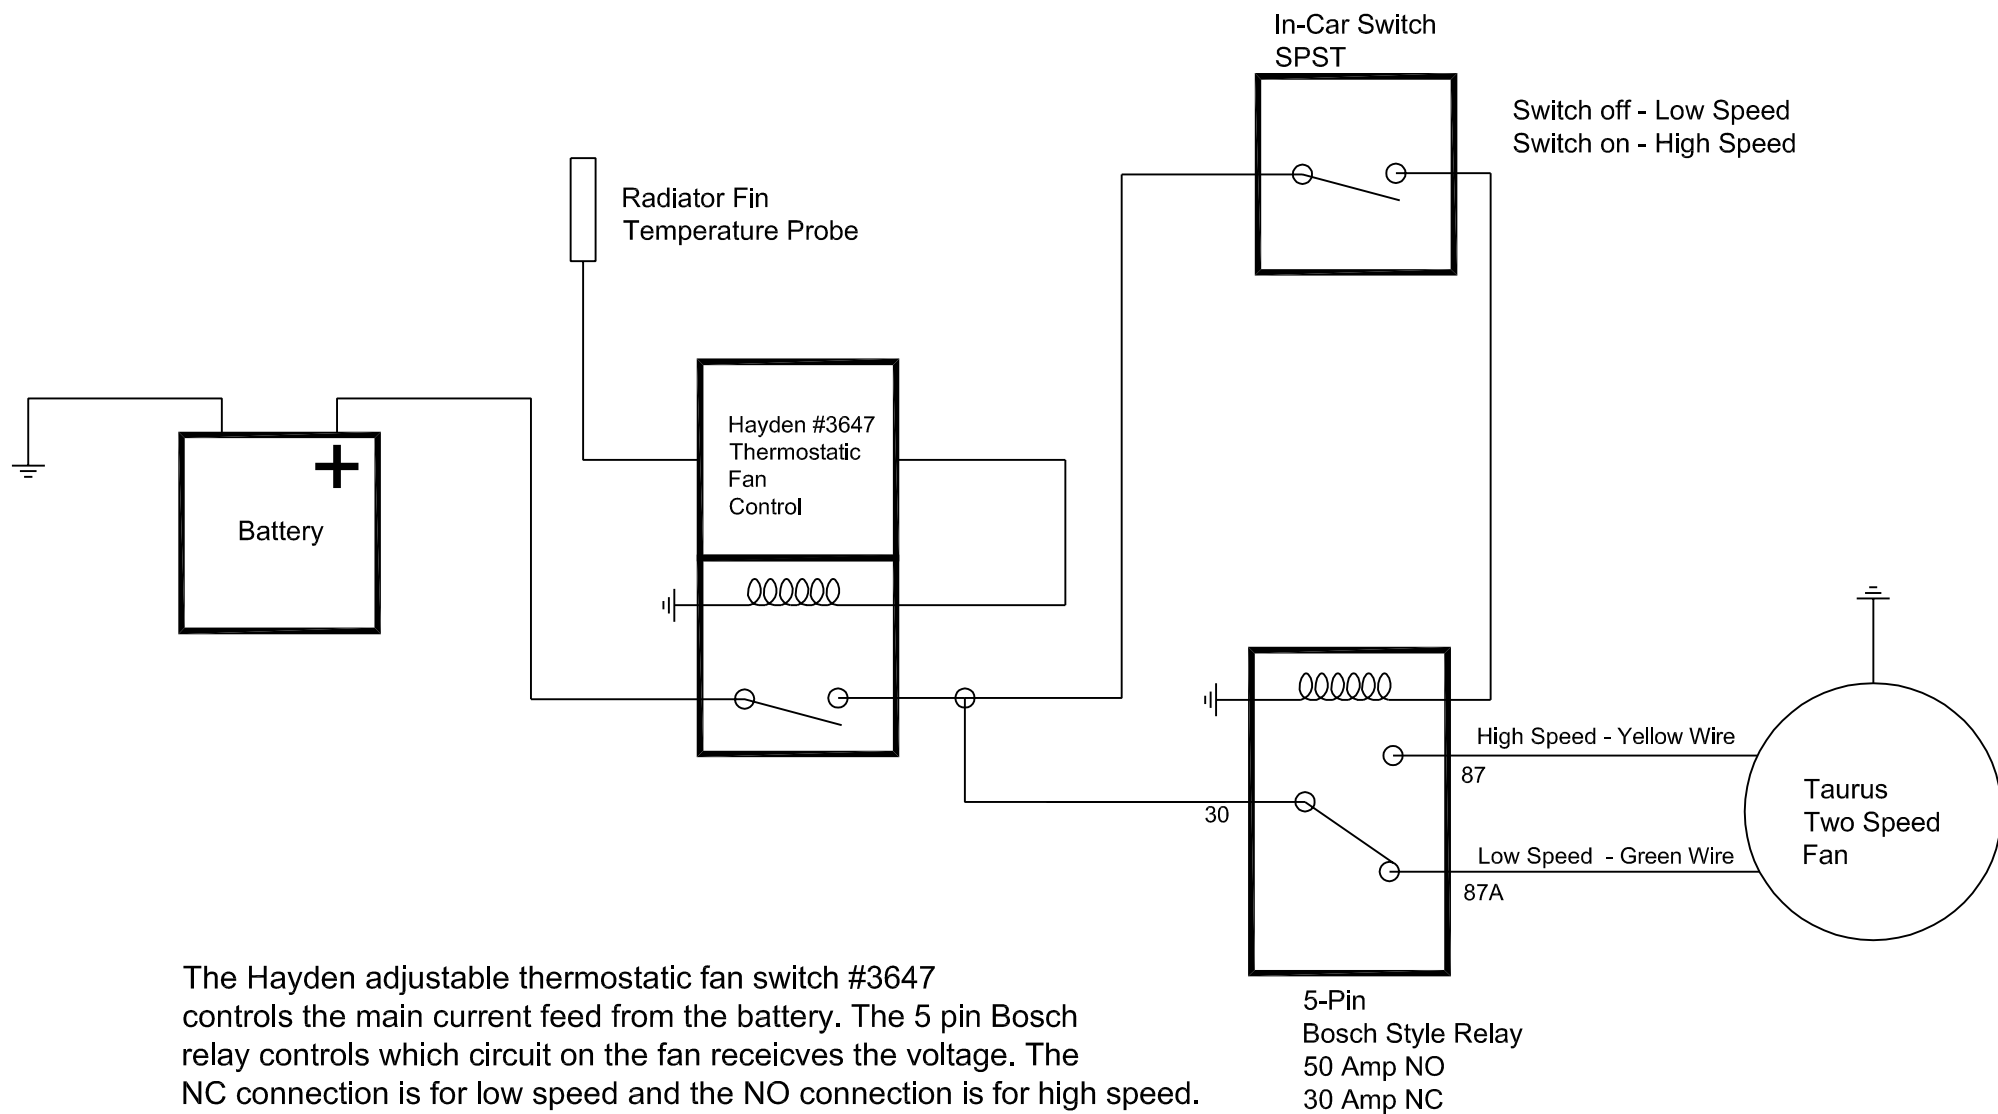 In-Car Switch
SPST
Switch off - Low Speed
Switch on - High Speed
Radiator Fin
Temperature Probe
Hayden #3647
Thermostatic
Fan
Control
+
Battery
High Speed - Yellow Wire
87
30
Low Speed - Green Wire
87A
Taurus
Two Speed
Fan
The Hayden adjustable thermostatic fan switch #3647
controls the main current feed from the battery. The 5 pin Bosch
relay controls which circuit on the fan receicves the voltage. The
NC connection is for low speed and the NO connection is for high speed.
5-Pin
Bosch Style Relay
50 Amp NO
30 Amp NC